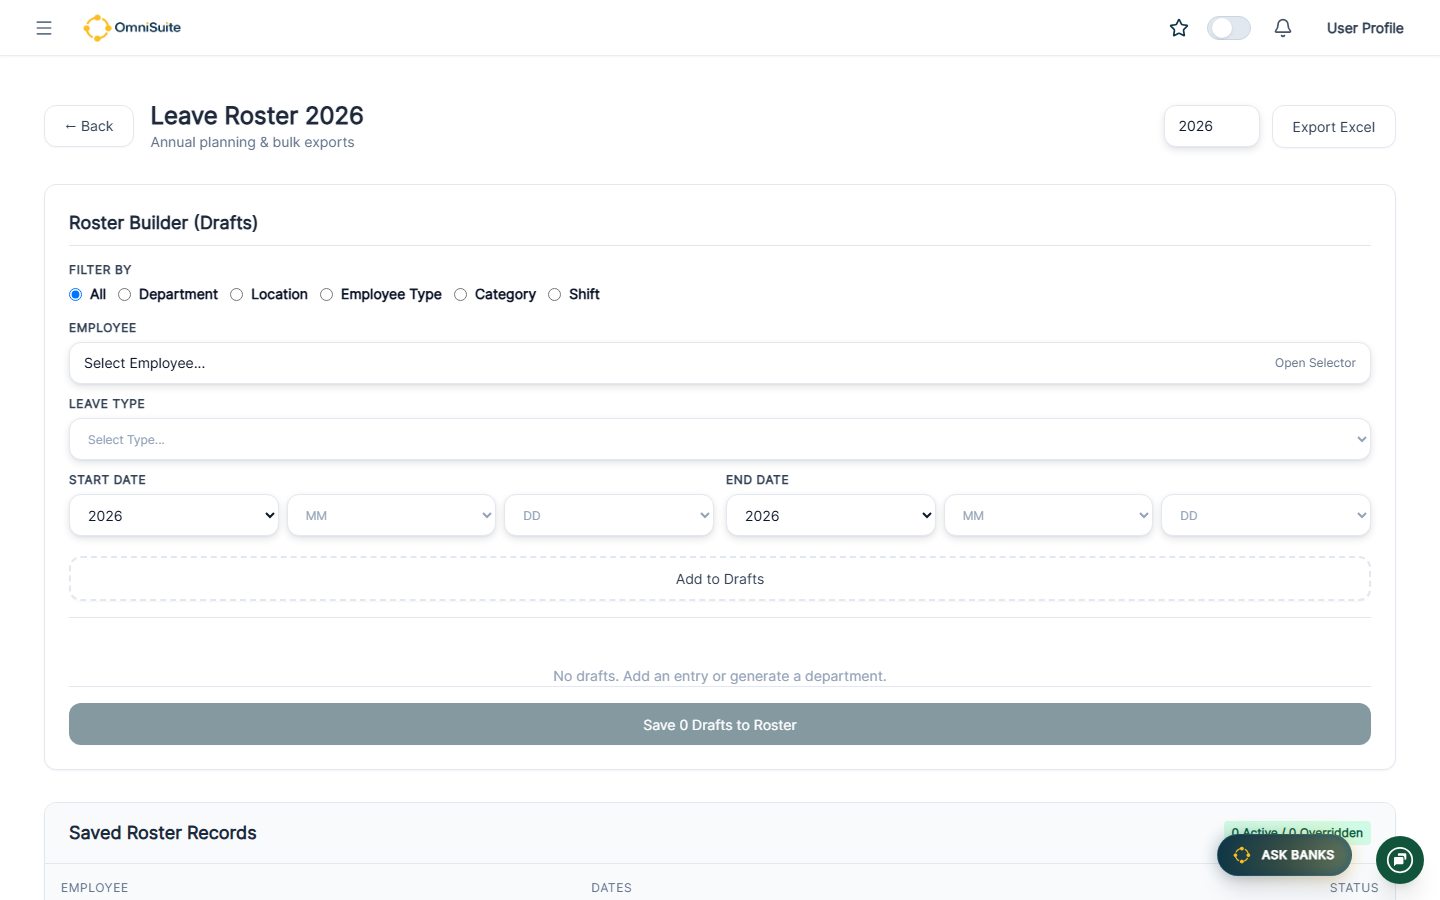 OmniSuite
User Profile
← Back
Leave Roster 2026
Annual planning & bulk exports
2026
Export Excel
Roster Builder (Drafts)
FILTER BY
All
Department
Location
Employee Type
Category
Shift
EMPLOYEE
Select Employee...
Open Selector
LEAVE TYPE
Select Type...
START DATE
END DATE
2026
MM
DD
2026
MM
DD
Add to Drafts
No drafts. Add an entry or generate a department.
Save 0 Drafts to Roster
Saved Roster Records
0 Active / 0 Overridden
ASK BANKS
EMPLOYEE
DATES
STATUS